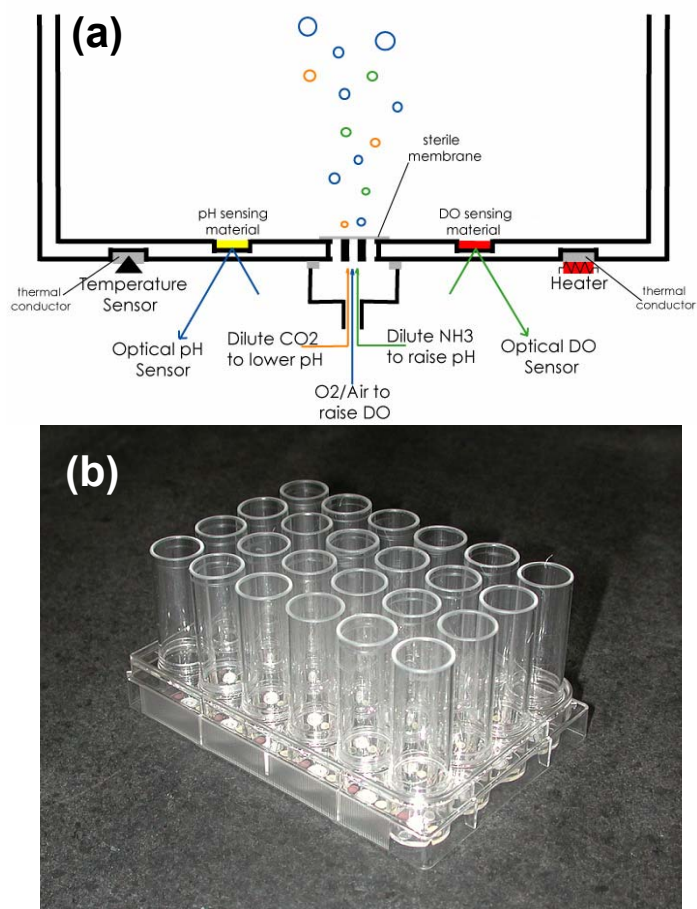 (a)
sterile
membrane
pH sensing
material
DO sensing
material
thermal
conductor
Temperature
Sensor
Heater
thermal
conductor
Optical pH
Sensor
Dilute CO2
to lower pH
Dilute NH3
to raise pH
Optical DO
Sensor
O2/Air to
raise DO
(b)